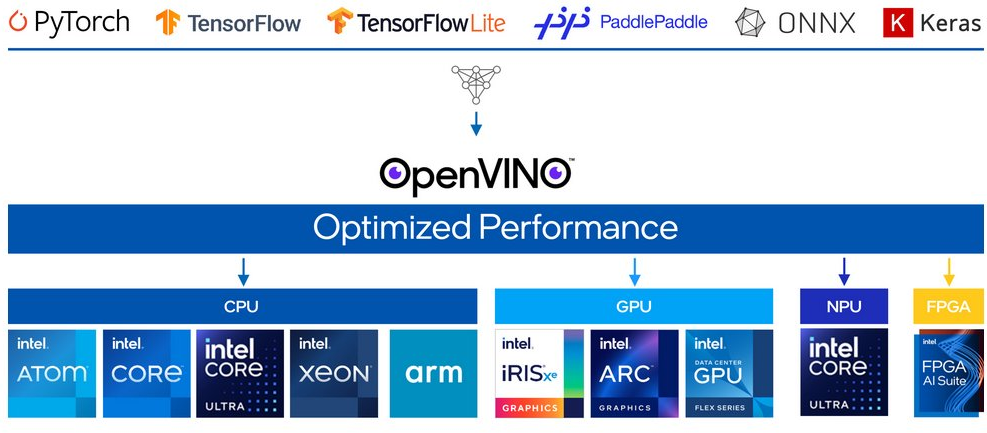 PyTorch
TensorFlow
TensorFlow Lite
PaddlePaddle
ONNX
Keras
OpenVINO™
Optimized Performance
CPU
GPU
NPU
FPGA
intel.
ATOM
intel.
CORE
intel
CORE
ULTRA
intel.
XEON
arm
intel.
iRISxe
GRAPHICS
intel.
ARC
GRAPHICS
intel.
DATA CENTER
GPU
FLEX SERIES
intel
CORE
ULTRA
intel.
FPGA
AI Suite